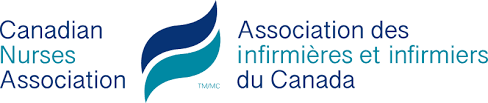 Canadian
Nurses
Association
TM/MC
Association des
infirmières et infirmiers
du Canada